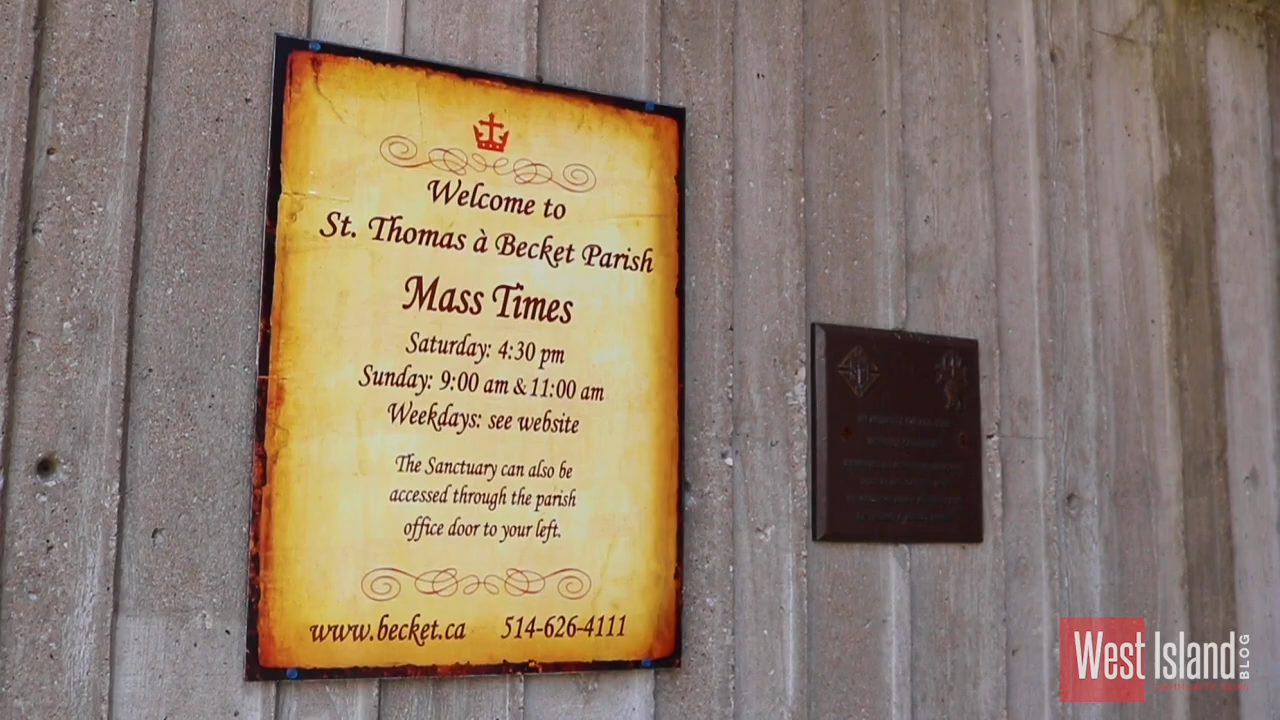 Welcome to
St. Thomas à Becket Parish
Mass Times
Saturday: 4:30 pm
Sunday: 9:00 am & 11:00 am
Weekdays: see website
The Sanctuary can also be
accessed through the parish
office door to your left.
www.becket.ca 514-626-4111
West Island BLOG